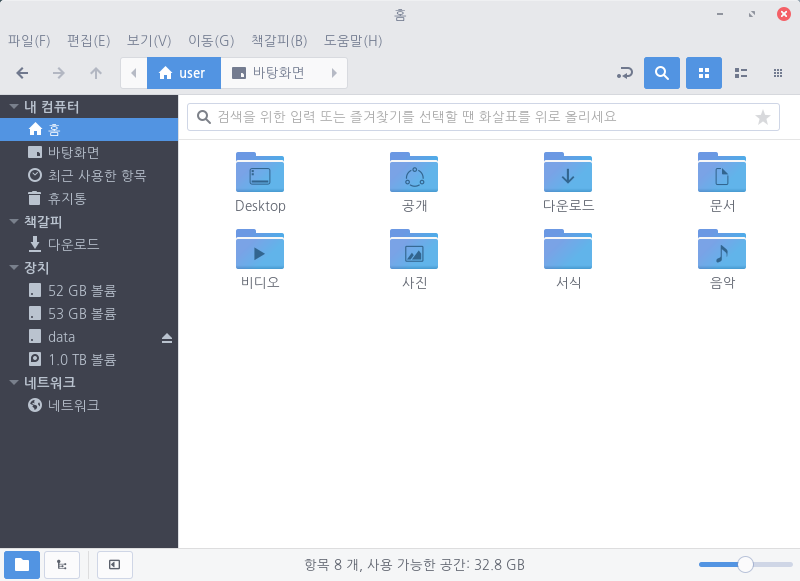 홈
파일(F) 편집(E) 보기(V) 이동(G) 책갈피(B) 도움말(H)
user 바탕화면
내 컴퓨터
홈
바탕화면
최근 사용한 항목
휴지통
책갈피
다운로드
장치
52 GB 볼륨
53 GB 볼륨
data
1.0 TB 볼륨
네트워크
네트워크
검색을 위한 입력 또는 즐겨찾기를 선택할 땐 화살표를 위로 올리세요
Desktop 공개 다운로드 문서
비디오 사진 서식 음악
항목 8 개, 사용 가능한 공간: 32.8 GB